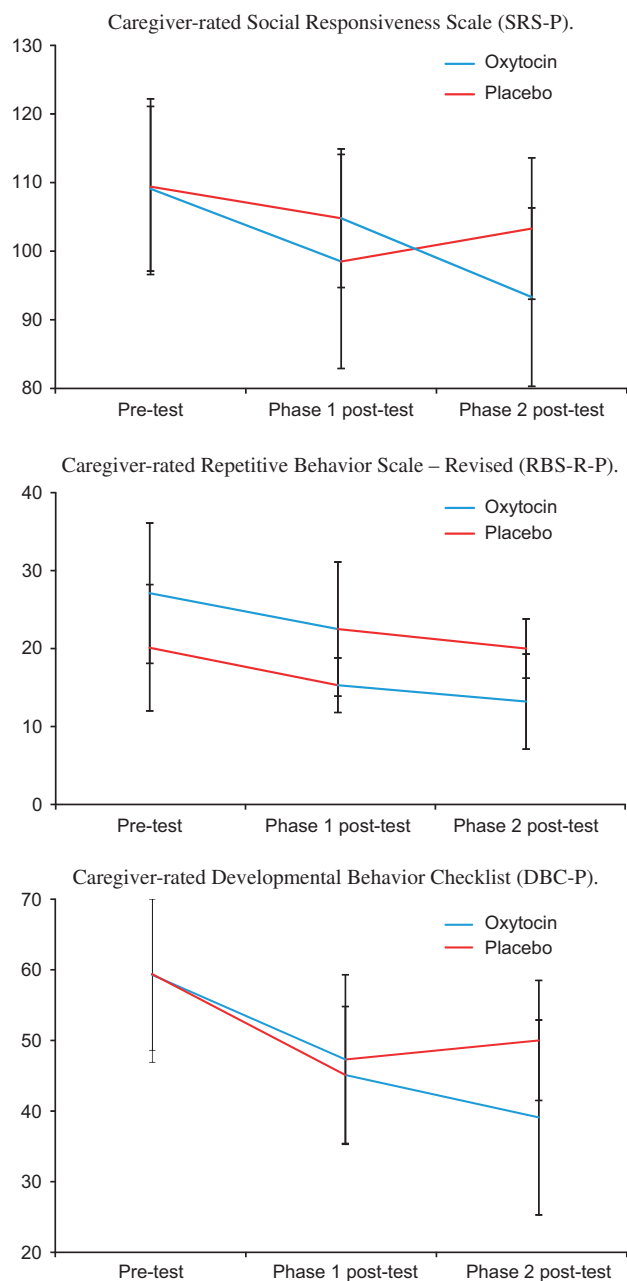 Caregiver-rated Social Responsiveness Scale (SRS-P).
130
Oxytocin
120
Placebo
110
100
90
80
Pre-test Phase 1 post-test Phase 2 post-test
Caregiver-rated Repetitive Behavior Scale – Revised (RBS-R-P).
40
Oxytocin
Placebo
30
20
10
0
Pre-test Phase 1 post-test Phase 2 post-test
Caregiver-rated Developmental Behavior Checklist (DBC-P).
70
Oxytocin
Placebo
60
50
40
30
20
Pre-test Phase 1 post-test Phase 2 post-test